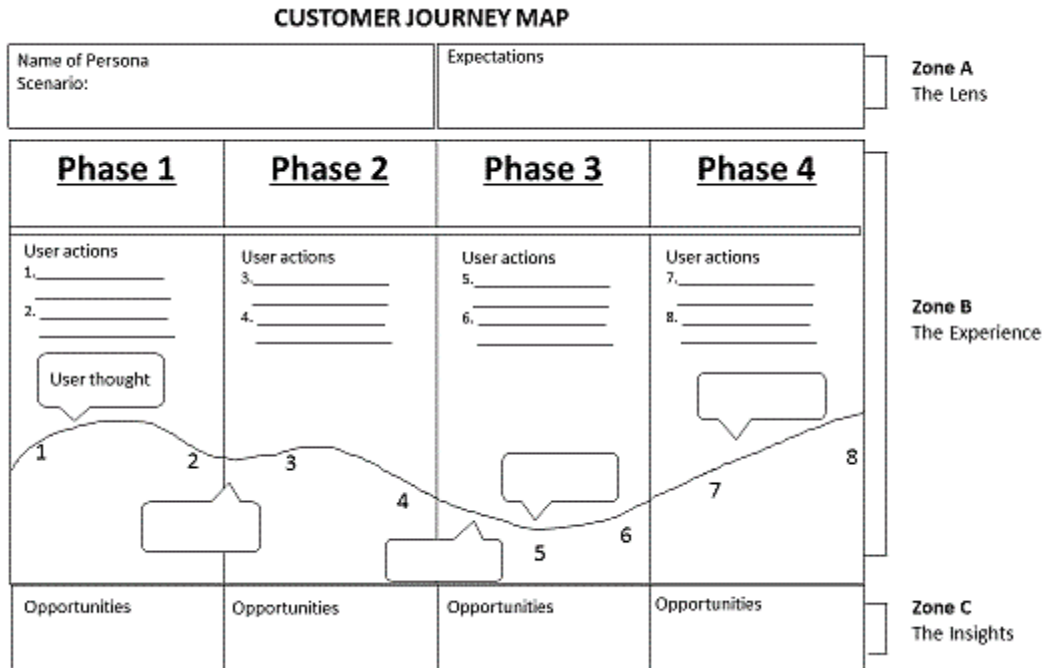 CUSTOMER JOURNEY MAP
Name of Persona
Scenario:
Expectations
Zone A
The Lens
Phase 1
Phase 2
Phase 3
Phase 4
User actions
1.
2.
User actions
3.
4.
User actions
5.
6.
User actions
7.
8.
Zone B
The Experience
User thought
1
2
3
4
5
6
7
8
Opportunities
Opportunities
Opportunities
Opportunities
Zone C
The Insights